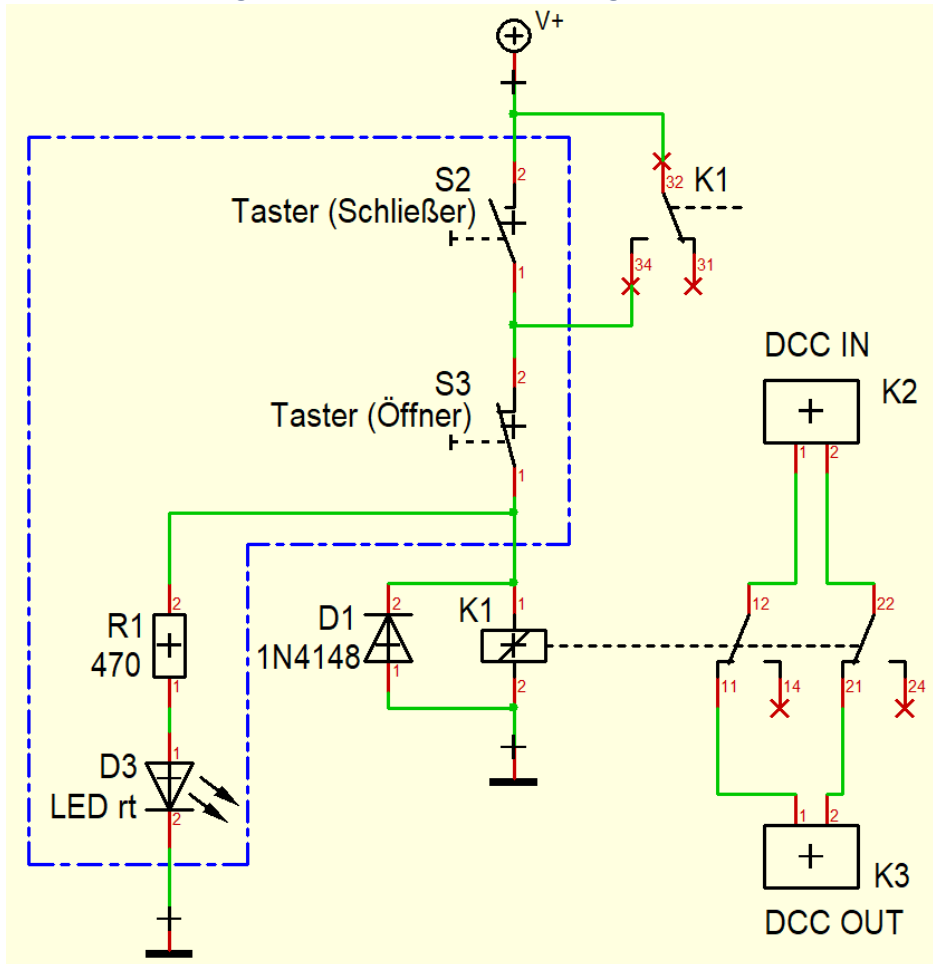 V+
32
K1
2
S2
Taster (Schließer)
1
34
31
DCC IN
K2
1
2
2
S3
Taster (Öffner)
1
2
R1
470
1
D1
1N4148
2
1
K1
1
2
12
22
11
14
21
24
D3
LED rt
1
2
1
2
K3
DCC OUT